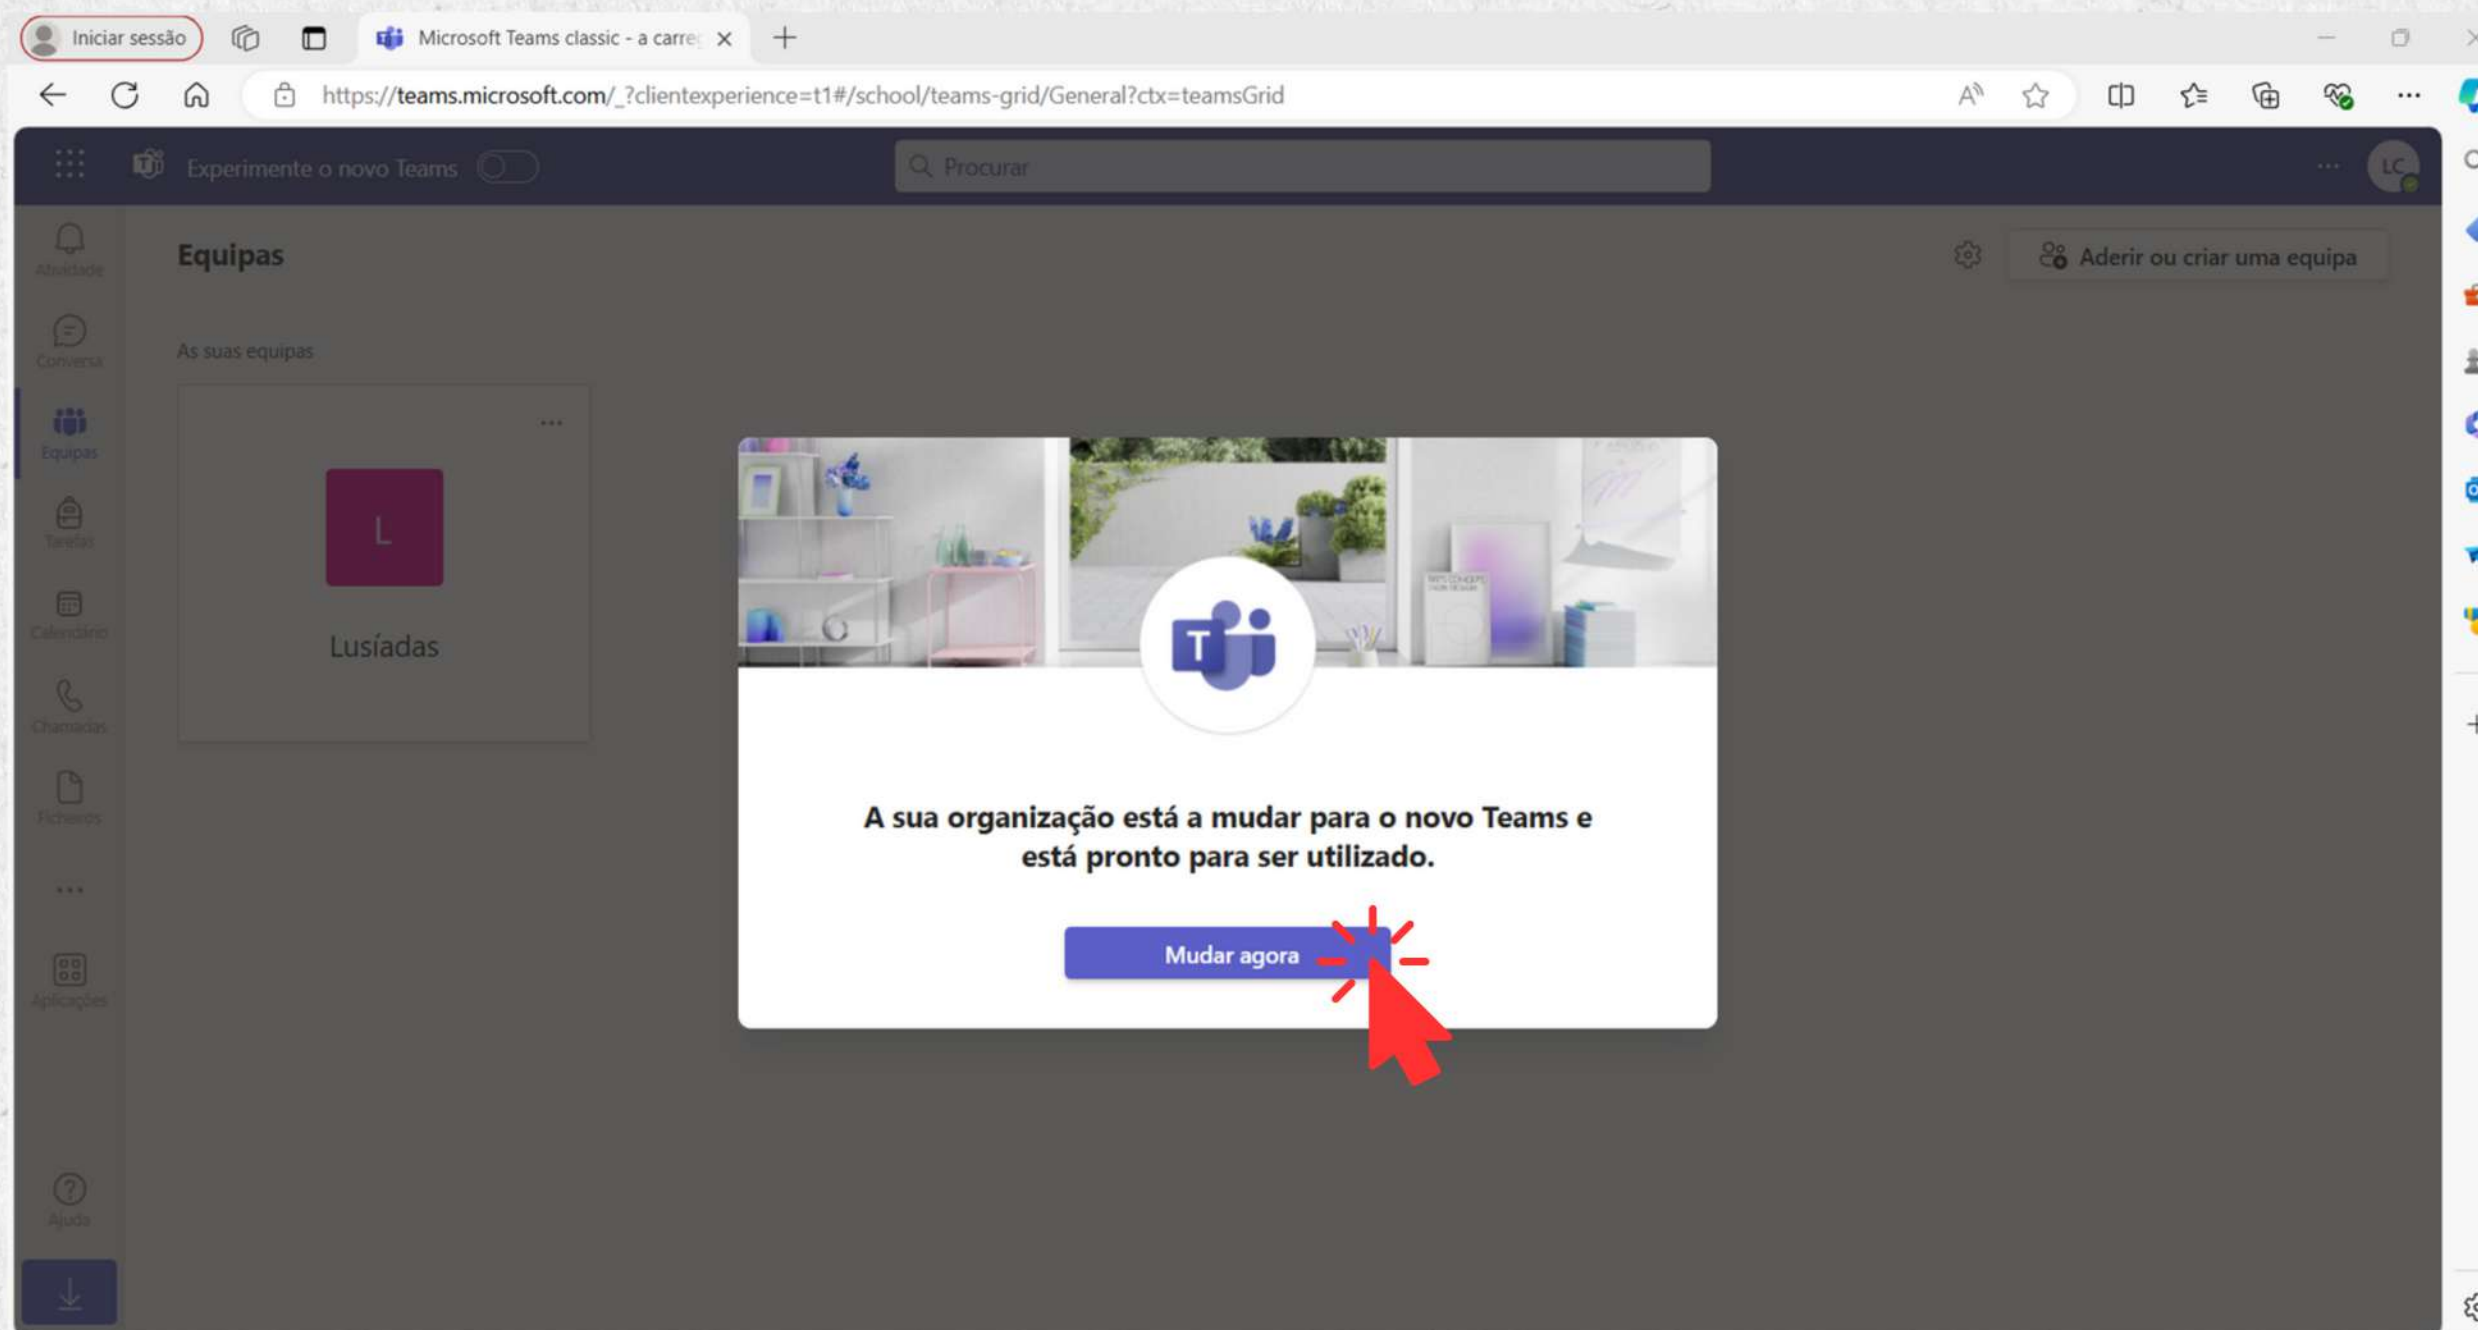 Iniciar sessão
Microsoft Teams classic - a carre
https://teams.microsoft.com/_?clientexperience=t1#/school/teams-grid/General?ctx=teamsGrid
Experimente o novo Teams
Procurar
LC
Atividade
Equipas
Aderir ou criar uma equipa
Conversa
As suas equipas
Equipas
L
Tarefas
Calendário
Lusíadas
T
Chamadas
Ficheiros
A sua organização está a mudar para o novo Teams e
está pronto para ser utilizado.
Mudar agora
Aplicações
Ajuda